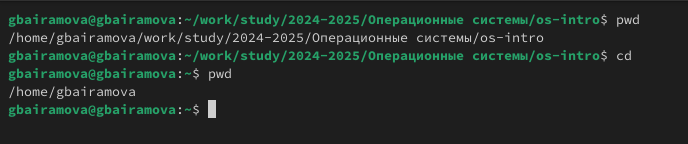 gbairamova@gbairamova:~/work/study/2024-2025/Операционные системы/os-intro$ pwd
/home/gbairamova/work/study/2024-2025/Операционные системы/os-intro
gbairamova@gbairamova:~/work/study/2024-2025/Операционные системы/os-intro$ cd
gbairamova@gbairamova:~$ pwd
/home/gbairamova
gbairamova@gbairamova:~$